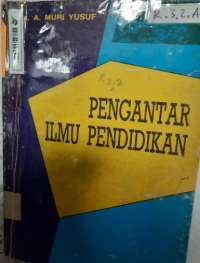 A. MURI YUSUF
R.3.2.A
PENGANTAR
ILMU PENDIDIKAN